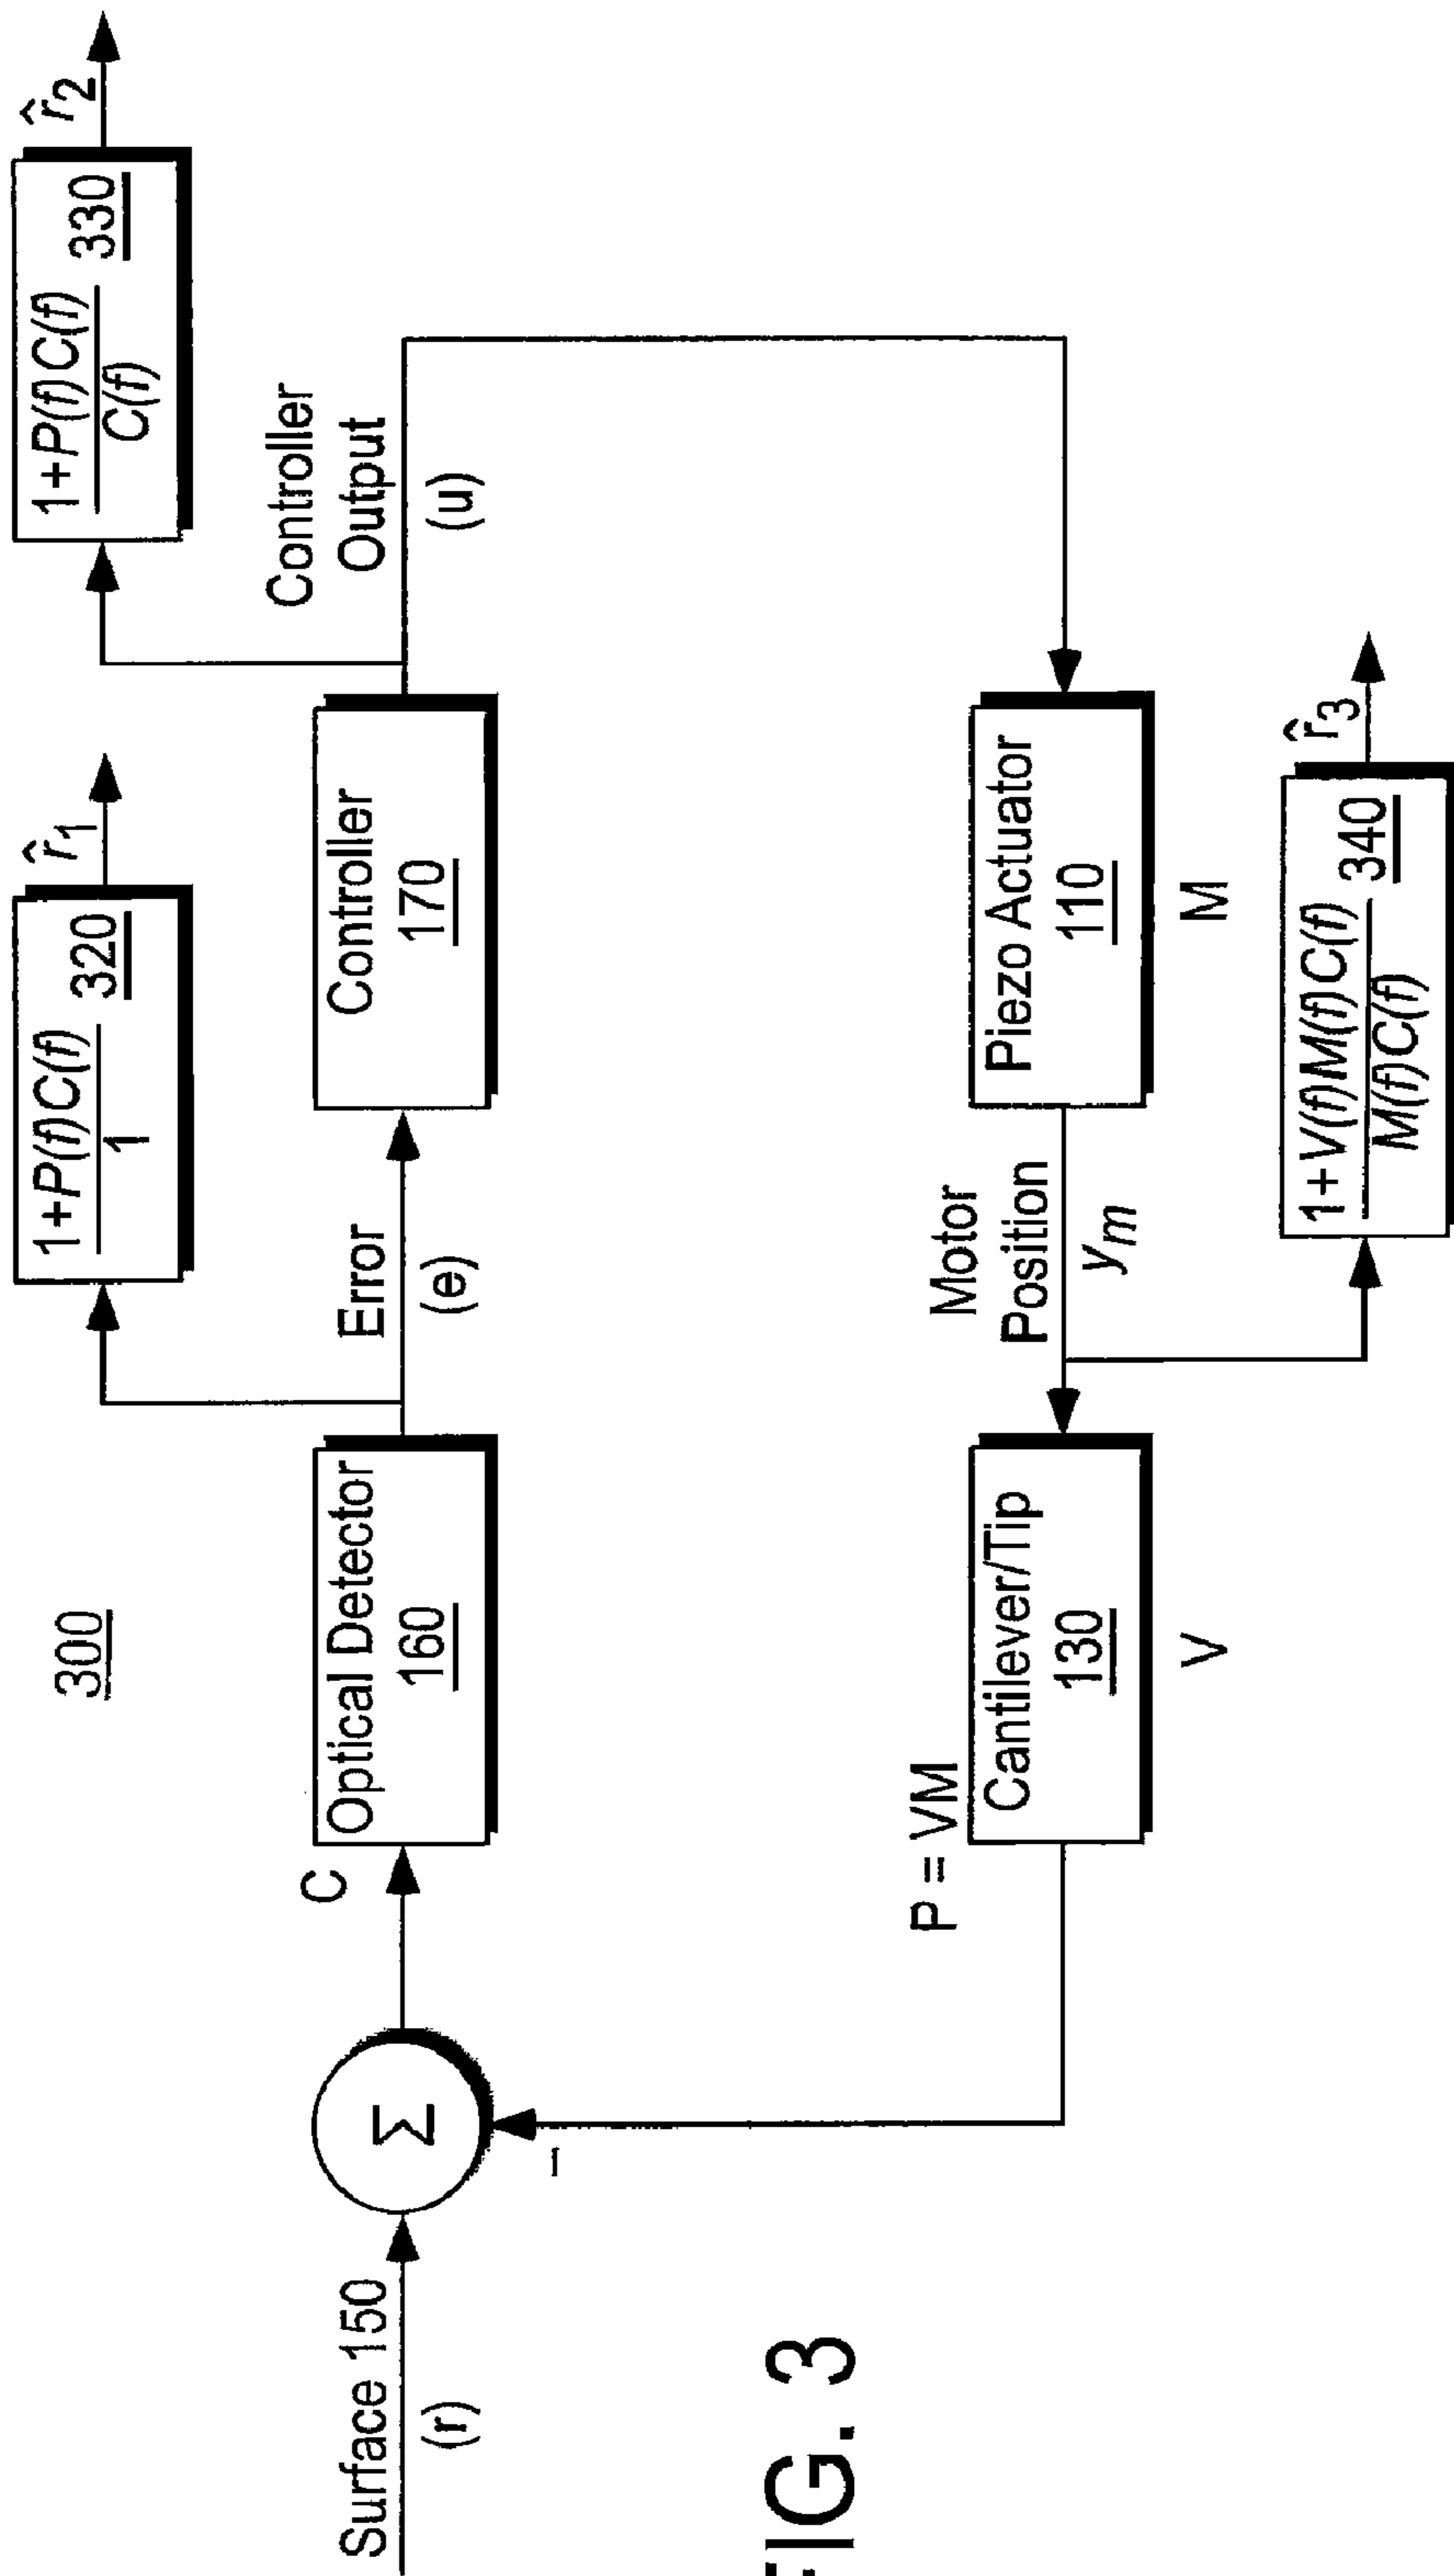 300
1+P(f)C(f)
1
320
r̂1
1+P(f)C(f)
C(f)
330
r̂2
Surface 150
(r)
Σ
-
C
Optical Detector
160
Error
(e)
Controller
170
Controller
Output
(u)
P = VM
Cantilever/Tip
130
V
Motor
Position
ym
Piezo Actuator
110
M
1+V(f)M(f)C(f)
M(f)C(f)
340
r̂3
FIG. 3